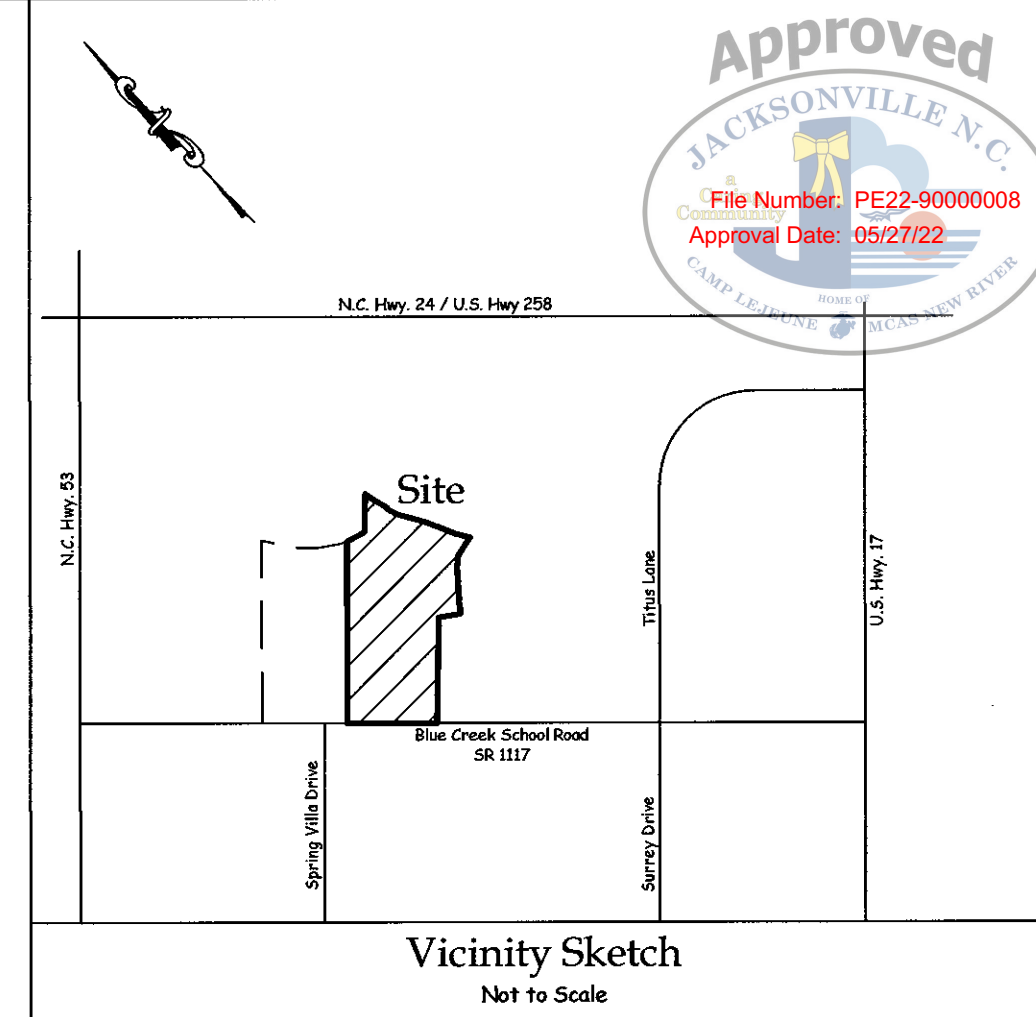 Approved
JACKSONVILLE N.C.
a
Caring
Community
File Number: PE22-90000008
Approval Date: 05/27/22
CAMP LEJEUNE
HOME OF
MCAS NEW RIVER
N.C. Hwy. 24 / U.S. Hwy 258
N.C. Hwy. 53
Site
Titus Lane
U.S. Hwy. 17
Blue Creek School Road
SR 1117
Spring Villa Drive
Surrey Drive
Vicinity Sketch
Not to Scale